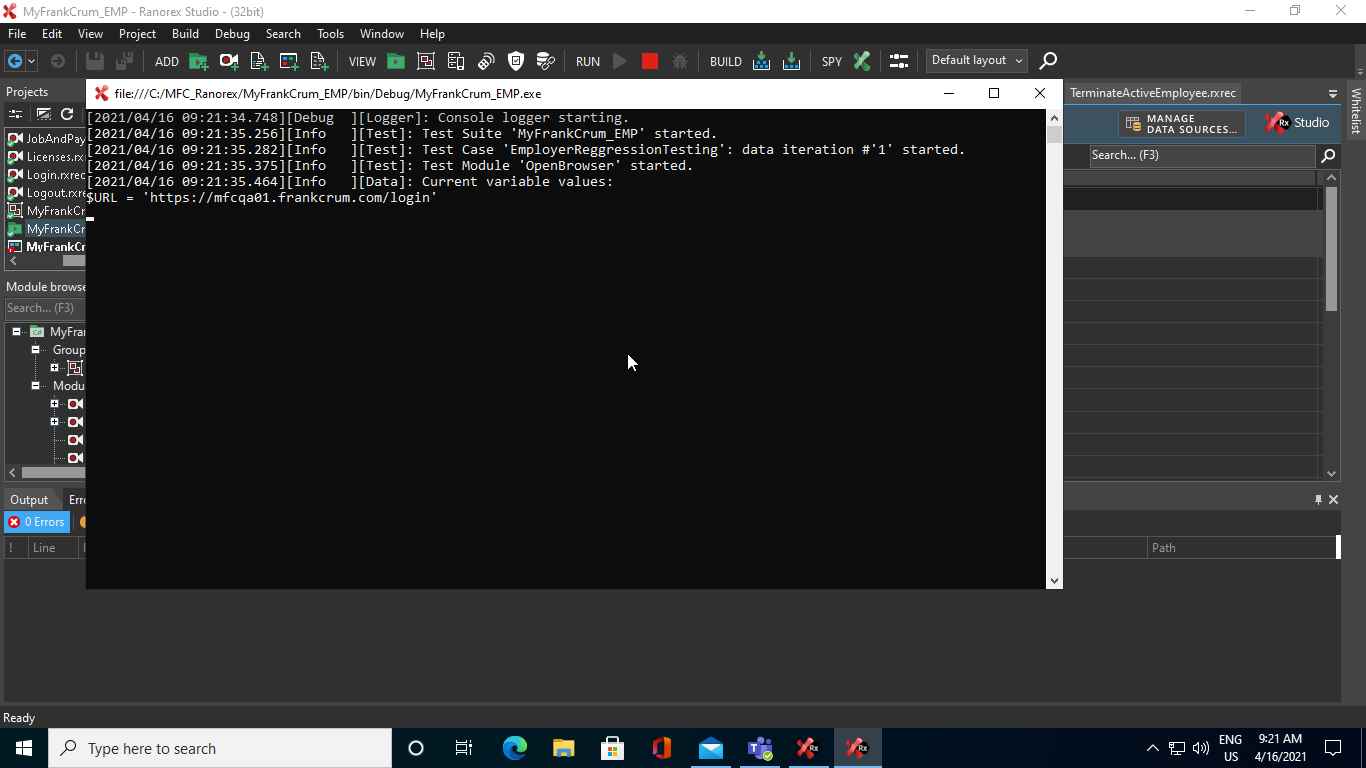 MyFrankCrum_EMP - Ranorex Studio - (32bit)
File Edit View Project Build Debug Search Tools Window Help
ADD VIEW RUN BUILD SPY Default layout
Projects
file:///C:/MFC_Ranorex/MyFrankCrum_EMP/bin/Debug/MyFrankCrum_EMP.exe
TerminateActiveEmployee.rxrec
Whitelist
MANAGE
DATA SOURCES...
Rx Studio
Search... (F3)
JobAndPay
Licenses.rx
Login.rxrec
Logout.rxre
MyFrankCr
MyFrankCr
MyFrankCru
[2021/04/16 09:21:34.748][Debug ][Logger]: Console logger starting.
[2021/04/16 09:21:35.256][Info ][Test]: Test Suite 'MyFrankCrum_EMP' started.
[2021/04/16 09:21:35.282][Info ][Test]: Test Case 'EmployerReggressionTesting': data iteration #'1' started.
[2021/04/16 09:21:35.375][Info ][Test]: Test Module 'OpenBrowser' started.
[2021/04/16 09:21:35.464][Info ][Data]: Current variable values:
$URL = 'https://mfcqa01.frankcrum.com/login'
Module browse
Search... (F3)
MyFran
Group
Modu
Output Erro
0 Errors
! Line
Path
Ready
Type here to search
Rx
Rx
ENG
US
9:21 AM
4/16/2021